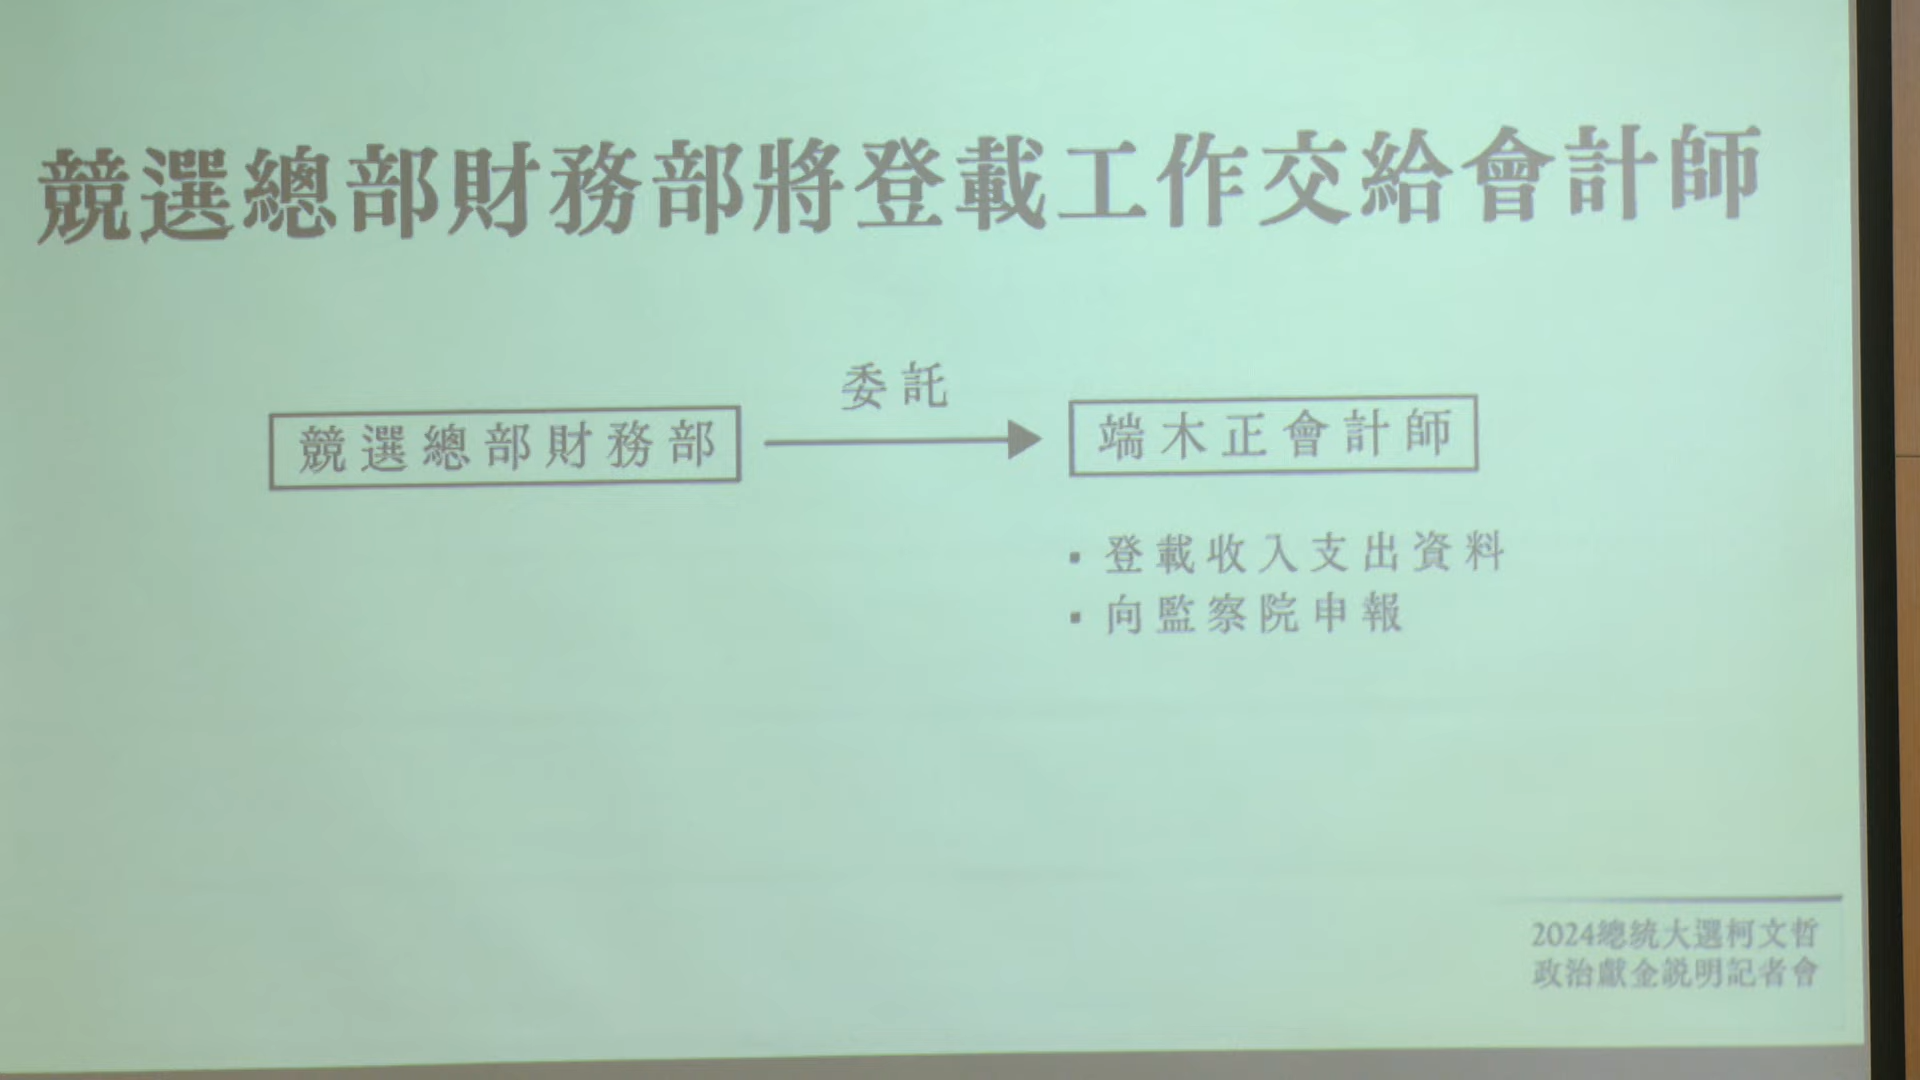 競選總部財務部將登載工作交給會計師
委託
競選總部財務部
端木正會計師
▪ 登載收入支出資料
▪ 向監察院申報
2024總統大選柯文哲
政治獻金説明記者會